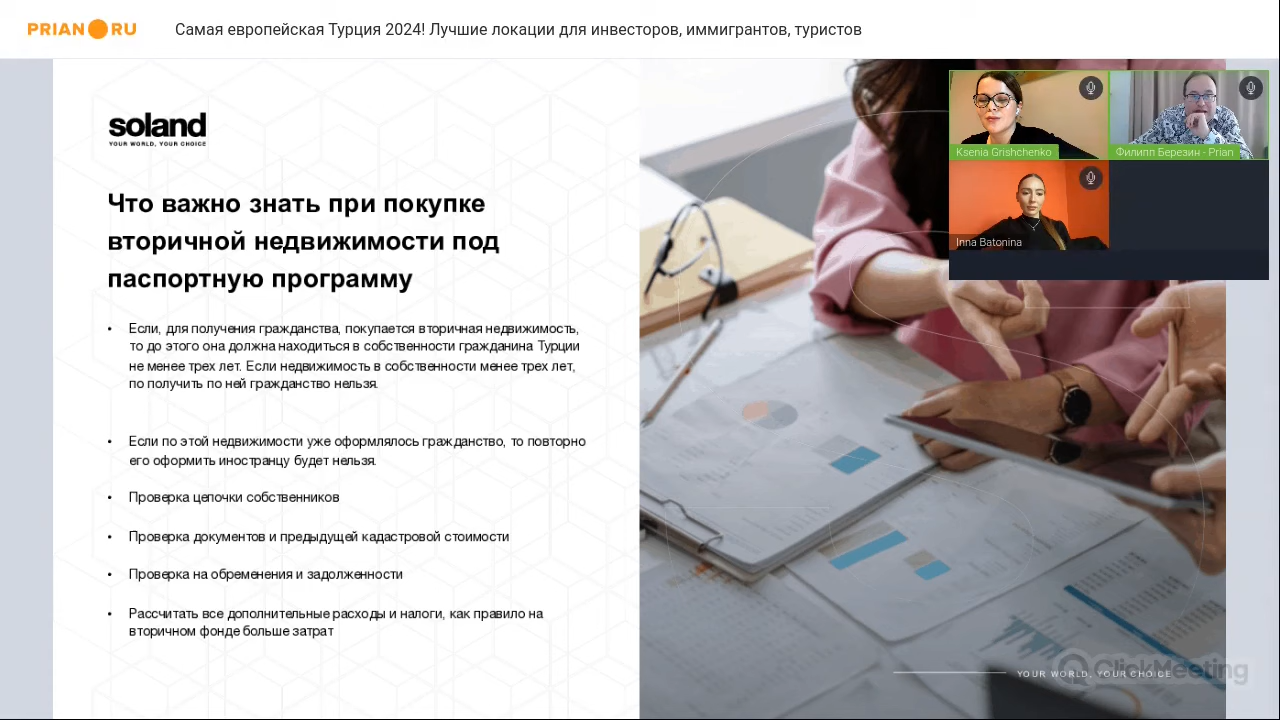 PRIAN RU
Самая европейская Турция 2024! Лучшие локации для инвесторов, иммигрантов, туристов
soland
YOUR WORLD, YOUR CHOICE
Что важно знать при покупке
вторичной недвижимости под
паспортную программу
• Если, для получения гражданства, покупается вторичная недвижимость,
то до этого она должна находиться в собственности гражданина Турции
не менее трех лет. Если недвижимость в собственности менее трех лет,
по получить по ней гражданство нельзя.
• Если по этой недвижимости уже оформлялось гражданство, то повторно
его оформить иностранцу будет нельзя.
• Проверка цепочки собственников
• Проверка документов и предыдущей кадастровой стоимости
• Проверка на обременения и задолженности
• Рассчитать все дополнительные расходы и налоги, как правило на
вторичном фонде больше затрат
Ksenia Grishchenko
Филипп Березин - Prian
Inna Batonina
ClickMeeting
YOUR WORLD, YOUR CHOICE